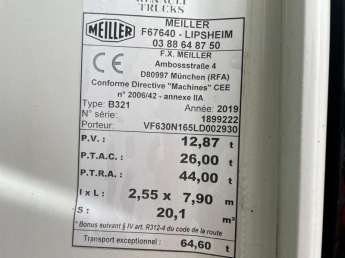 RENAULT
TRUCKS
MEILLER
MEILLER
F67640 - LIPSHEIM
03 88 64 87 50
CE
F.X. MEILLER
Ambossstraße 4
D80997 München (RFA)
Conforme Directive "Machines" CEE
n° 2006/42 - annexe IIA
Type: B321 Année: 2019
N° série: 1899222
Porteur: VF630N165LD002930
P.V.: 12,87 t
P.T.A.C: 26,00 t
P.T.R.A: 44,00 t
l x L: 2,55 x 7,90 m
S: 20,1 m²
* Bonus suivant § IV art. R312-4 du code de la route
Transport exceptionnel: 64,60 t